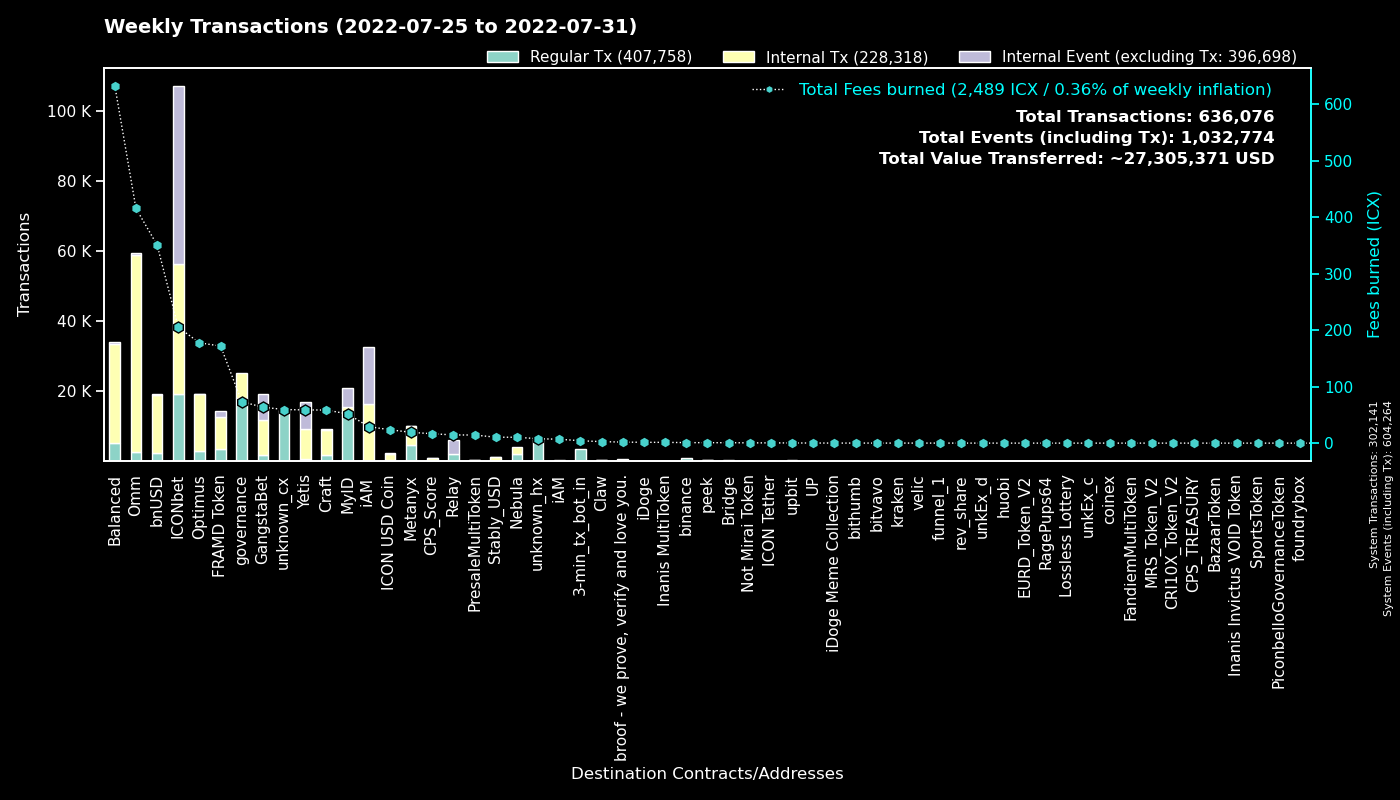 Weekly Transactions (2022-07-25 to 2022-07-31)
Regular Tx (407,758)
Internal Tx (228,318)
Internal Event (excluding Tx: 396,698)
Total Fees burned (2,489 ICX / 0.36% of weekly inflation)
Total Transactions: 636,076
Total Events (including Tx): 1,032,774
Total Value Transferred: ~27,305,371 USD
Transactions
100 K
80 K
60 K
40 K
20 K
600
500
400
300
200
100
0
Fees burned (ICX)
System Transactions: 302,141
System Events (including Tx): 604,264
Balanced
Omm
bnUSD
ICONbet
Optimus
FRAMD Token
governance
GangstaBet
unknown_cx
Yetis
Craft
MyID
iAM
ICON USD Coin
Metanyx
CPS_Score
Relay
PresaleMultiToken
Stably_USD
Nebula
unknown_hx
iAM
3-min_tx_bot_in
Claw
broof - we prove, verify and love you.
iDoge
Inanis MultiToken
binance
peek
Bridge
Not Mirai Token
ICON Tether
upbit
UP
iDoge Meme Collection
bithumb
bitvavo
kraken
velic
funnel_1
rev_share
unkEx_d
huobi
EURD_Token_V2
RagePups64
Lossless Lottery
unkEx_c
coinex
FandiemMultiToken
MRS_Token_V2
CRI10X_Token_V2
CPS_TREASURY
BazaarToken
Inanis Invictus VOID Token
SportsToken
PiconbelloGovernanceToken
foundrybox
Destination Contracts/Addresses